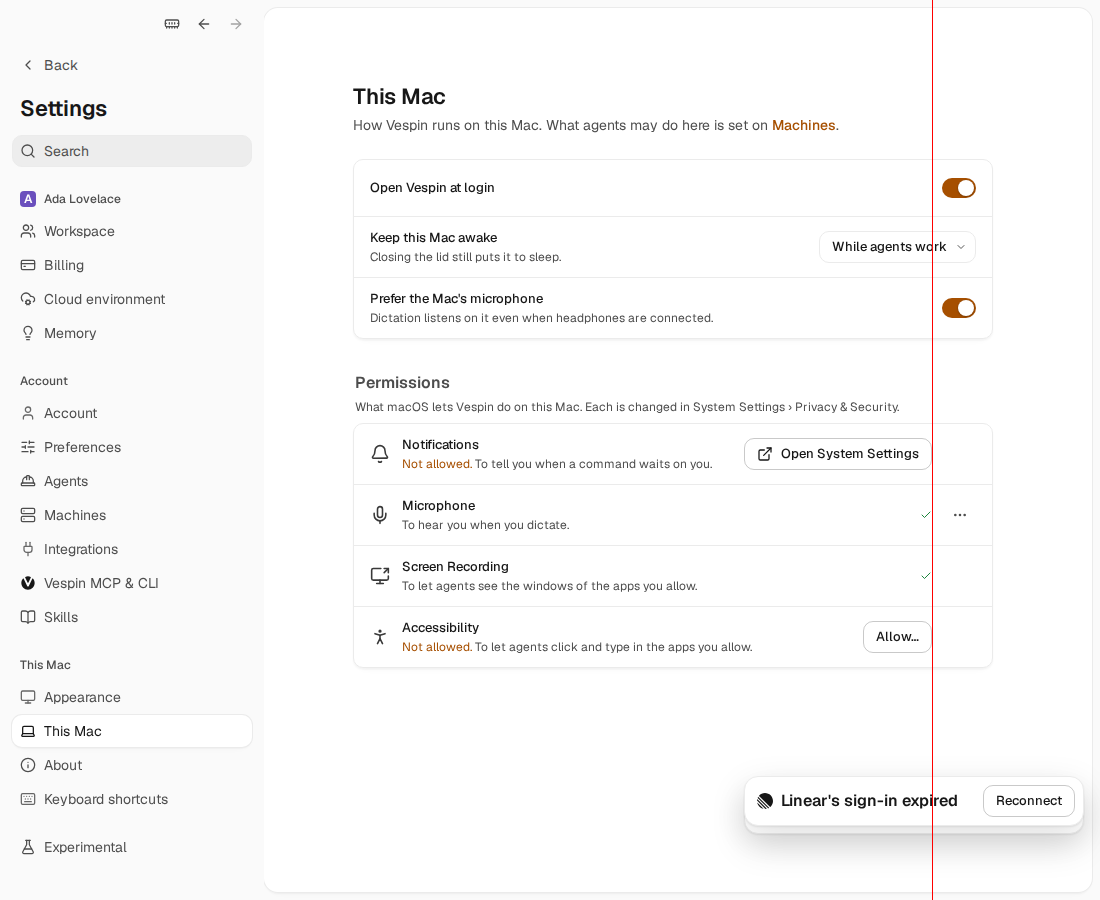 Back
Settings
Search
A Ada Lovelace
Workspace
Billing
Cloud environment
Memory
Account
Account
Preferences
Agents
Machines
Integrations
Vespin MCP & CLI
Skills
This Mac
Appearance
This Mac
About
Keyboard shortcuts
Experimental
This Mac
How Vespin runs on this Mac. What agents may do here is set on Machines.
Open Vespin at login
Keep this Mac awake
Closing the lid still puts it to sleep.
While agents work
Prefer the Mac's microphone
Dictation listens on it even when headphones are connected.
Permissions
What macOS lets Vespin do on this Mac. Each is changed in System Settings › Privacy & Security.
Notifications
Not allowed. To tell you when a command waits on you.
Open System Settings
Microphone
To hear you when you dictate.
Screen Recording
To let agents see the windows of the apps you allow.
Accessibility
Not allowed. To let agents click and type in the apps you allow.
Allow...
Linear's sign-in expired
Reconnect